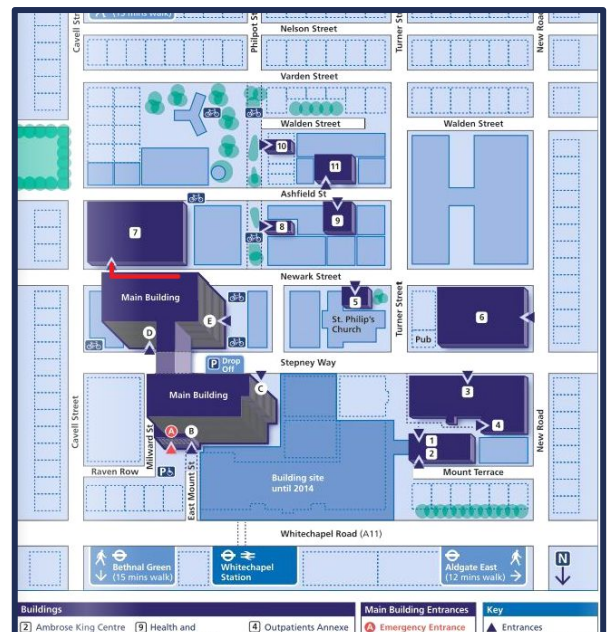 (15 mins walk)
Cavell Street
Philpot St
Nelson Street
Turner St
New Road
Varden Street
Walden Street
Walden Street
10
11
Ashfield St
7
8
9
Newark Street
Main Building
E
D
5
St. Philip's
Church
Turner Street
Pub
6
P Drop
Off
Stepney Way
Main Building
C
3
A
B
4
1
2
Cavell Street
Milward St
New Road
Raven Row
P
East Mount St
Building site
until 2014
Mount Terrace
Whitechapel Road (A11)
Bethnal Green
(15 mins walk)
Whitechapel
Station
Aldgate East
(12 mins walk)
N
Buildings
Main Building Entrances
Key
2 Ambrose King Centre
9 Health and
4 Outpatients Annexe
A Emergency Entrance
Entrances